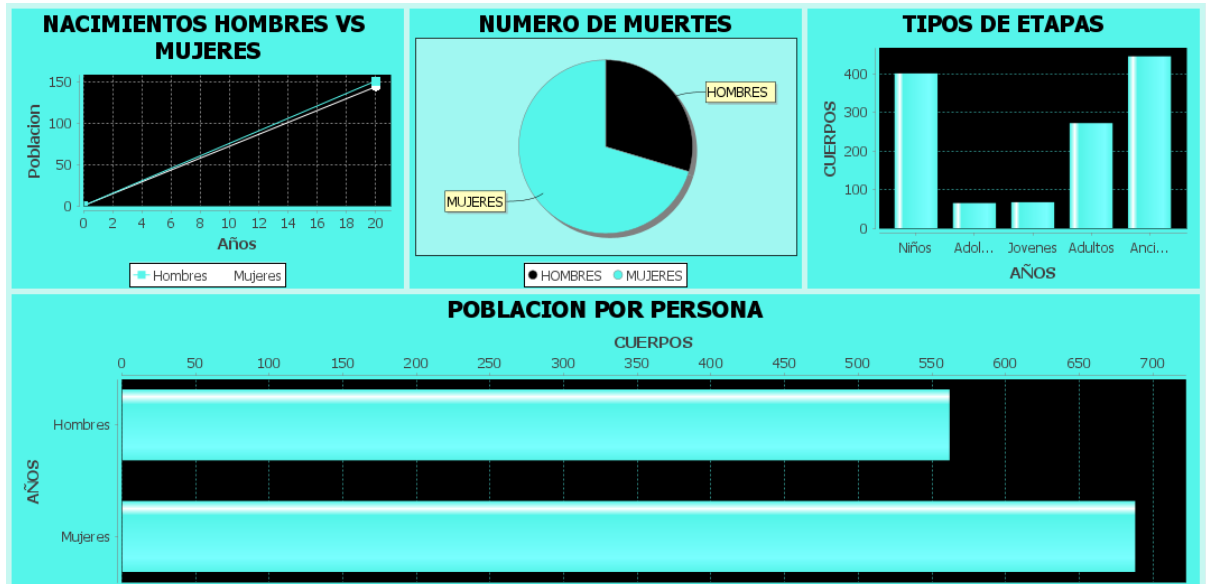 NACIMIENTOS HOMBRES VS
MUJERES
150
100
50
0
Poblacion
0 2 4 6 8 10 12 14 16 18 20
Años
Hombres Mujeres
NUMERO DE MUERTES
HOMBRES
MUJERES
HOMBRES MUJERES
TIPOS DE ETAPAS
400
300
200
100
0
CUERPOS
Niños Adol... Jovenes Adultos Anci...
AÑOS
POBLACION POR PERSONA
CUERPOS
0 50 100 150 200 250 300 350 400 450 500 550 600 650 700
Hombres
Mujeres
AÑOS